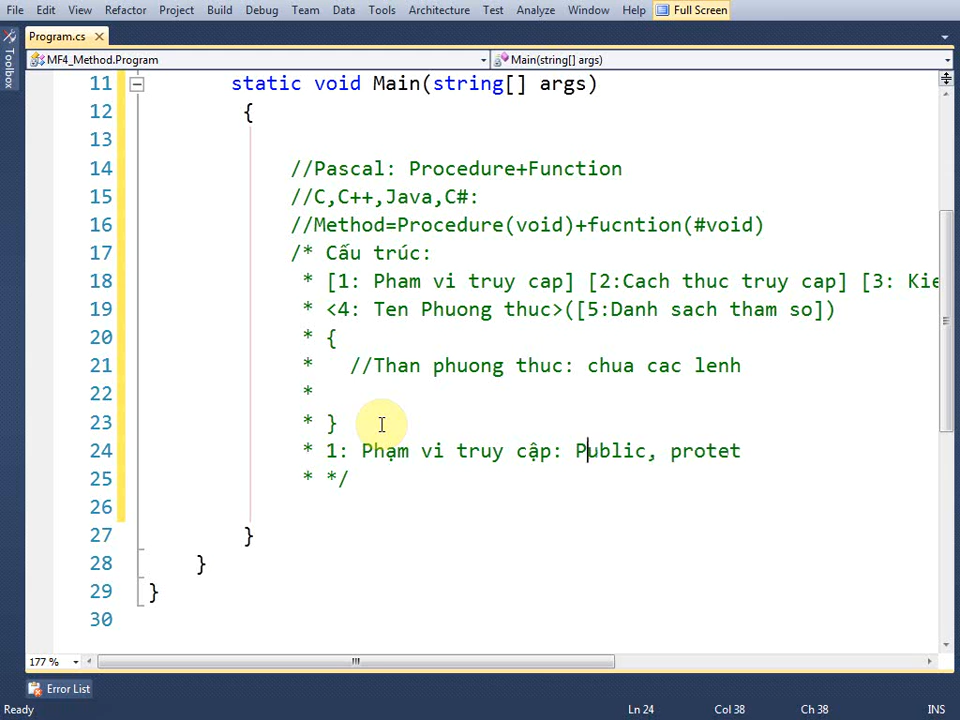 File Edit View Refactor Project Build Debug Team Data Tools Architecture Test Analyze Window Help Full Screen
Program.cs
Toolbox
MF4_Method.Program Main(string[] args)
11 static void Main(string[] args)
12 {
13
14 //Pascal: Procedure+Function
15 //C,C++,Java,C#:
16 //Method=Procedure(void)+fucntion(#void)
17 /* Cấu trúc:
18 * [1: Pham vi truy cap] [2:Cach thuc truy cap] [3: Kie
19 * <4: Ten Phuong thuc>([5:Danh sach tham so])
20 * {
21 * //Than phuong thuc: chua cac lenh
22 *
23 * }
24 * 1: Phạm vi truy cập: Public, protet
25 * */
26
27 }
28 }
29 }
30
177 %
Error List
Ready Ln 24 Col 38 Ch 38 INS